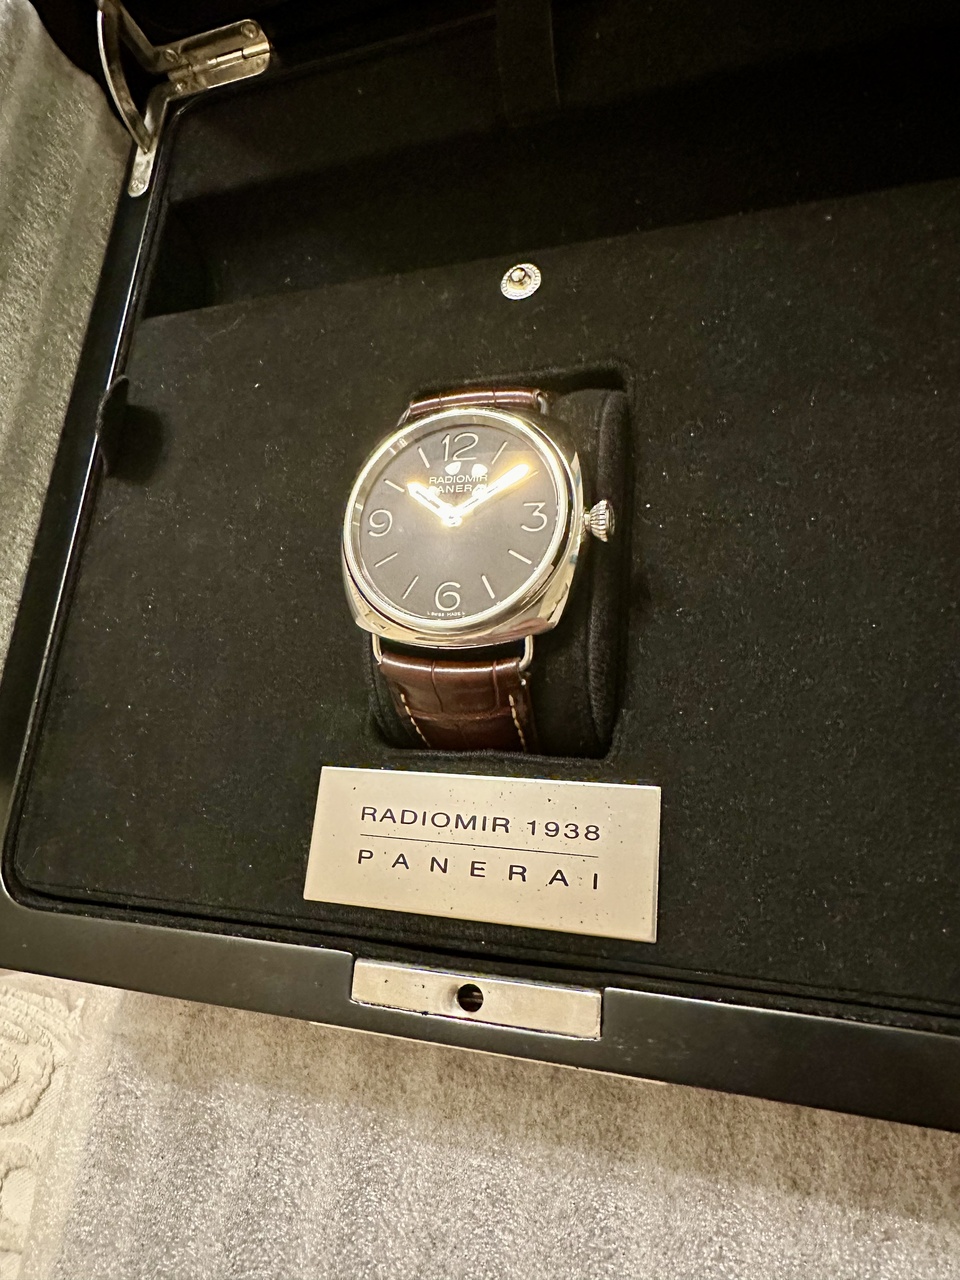 12
RADIOMIR
PANERAI
9
3
6
SWISS MADE
RADIOMIR 1938
PANERAI